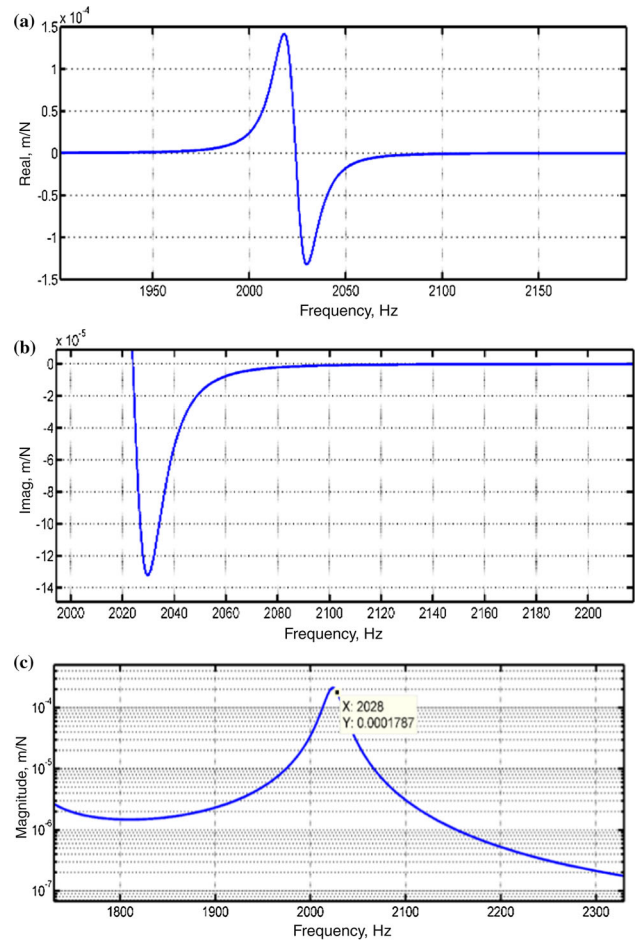 (a)
x 10⁻⁴
1.5
1
0.5
0
-0.5
-1
-1.5
Real, m/N
1950 2000 2050 2100 2150
Frequency, Hz
(b)
x 10⁻⁵
0
-2
-4
-6
-8
-10
-12
-14
Imag, m/N
2000 2020 2040 2060 2080 2100 2120 2140 2160 2180 2200
Frequency, Hz
(c)
10⁻⁴
10⁻⁵
10⁻⁶
10⁻⁷
Magnitude, m/N
X: 2028
Y: 0.0001787
1800 1900 2000 2100 2200 2300
Frequency, Hz